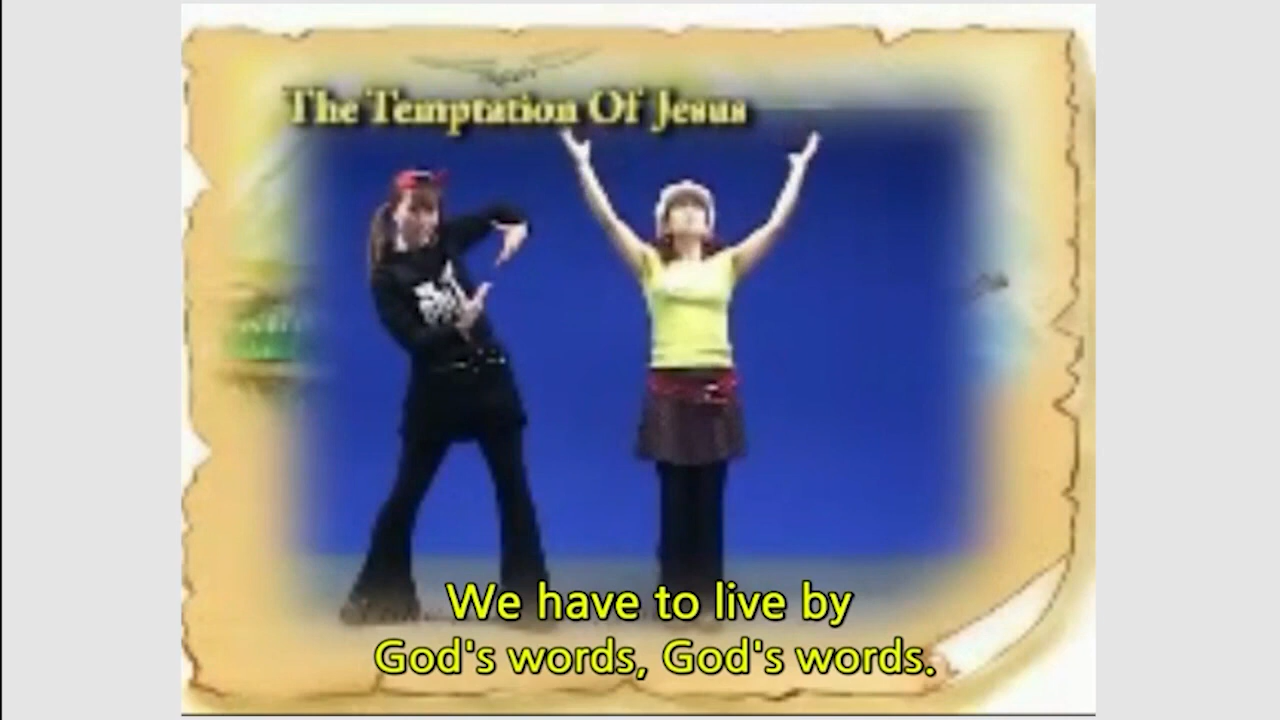 The Temptation Of Jesus
We have to live by
God's words, God's words.